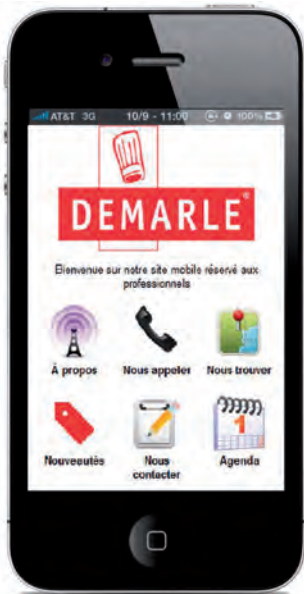 AT&T 3G 10/9 - 11:00 100%
DEMARLE®
Bienvenue sur notre site mobile réservé aux
professionnels
À propos Nous appeler Nous trouver
1
Nouveautés Nous Agenda
contacter